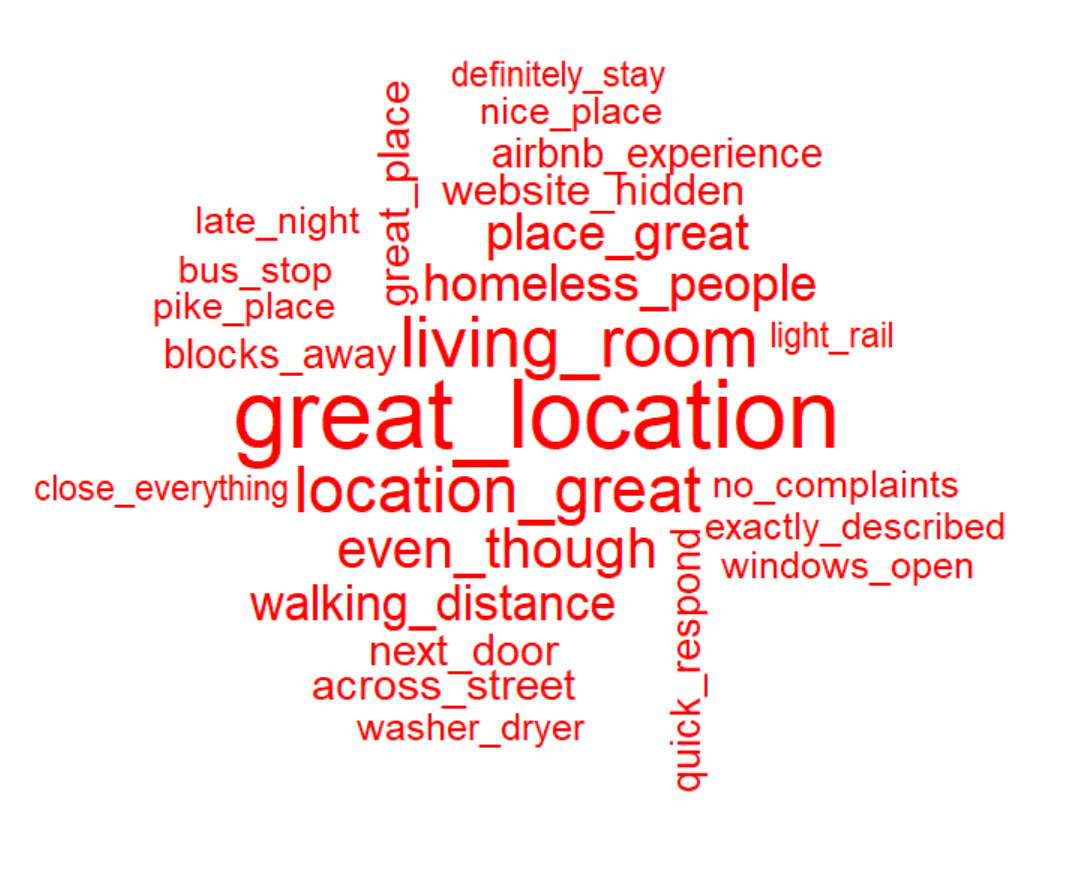 definitely_stay
nice_place
great_place
airbnb_experience
website_hidden
late_night
place_great
bus_stop
homeless_people
pike_place
living_room
light_rail
blocks_away
great_location
close_everything
location_great
no_complaints
exactly_described
even_though
windows_open
walking_distance
quick_respond
next_door
across_street
washer_dryer